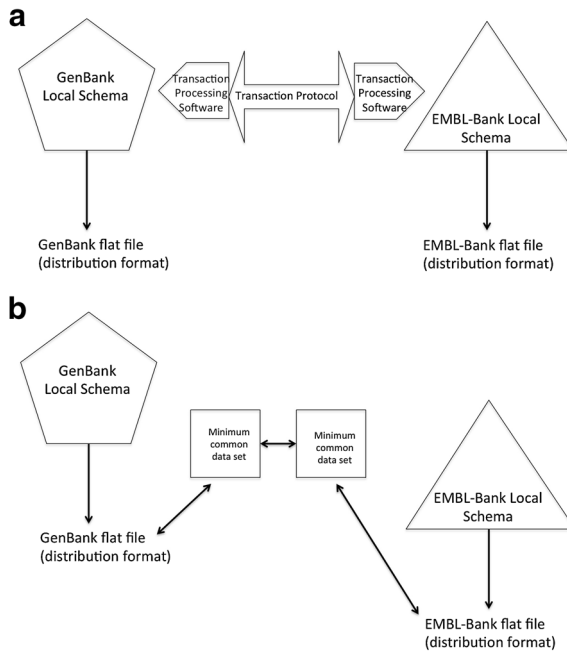 a
GenBank
Local Schema
Transaction
Processing
Software
Transaction Protocol
Transaction
Processing
Software
EMBL-Bank Local
Schema
GenBank flat file
(distribution format)
EMBL-Bank flat file
(distribution format)
b
GenBank
Local Schema
Minimum
common
data set
Minimum
common
data set
EMBL-Bank Local
Schema
GenBank flat file
(distribution format)
EMBL-Bank flat file
(distribution format)